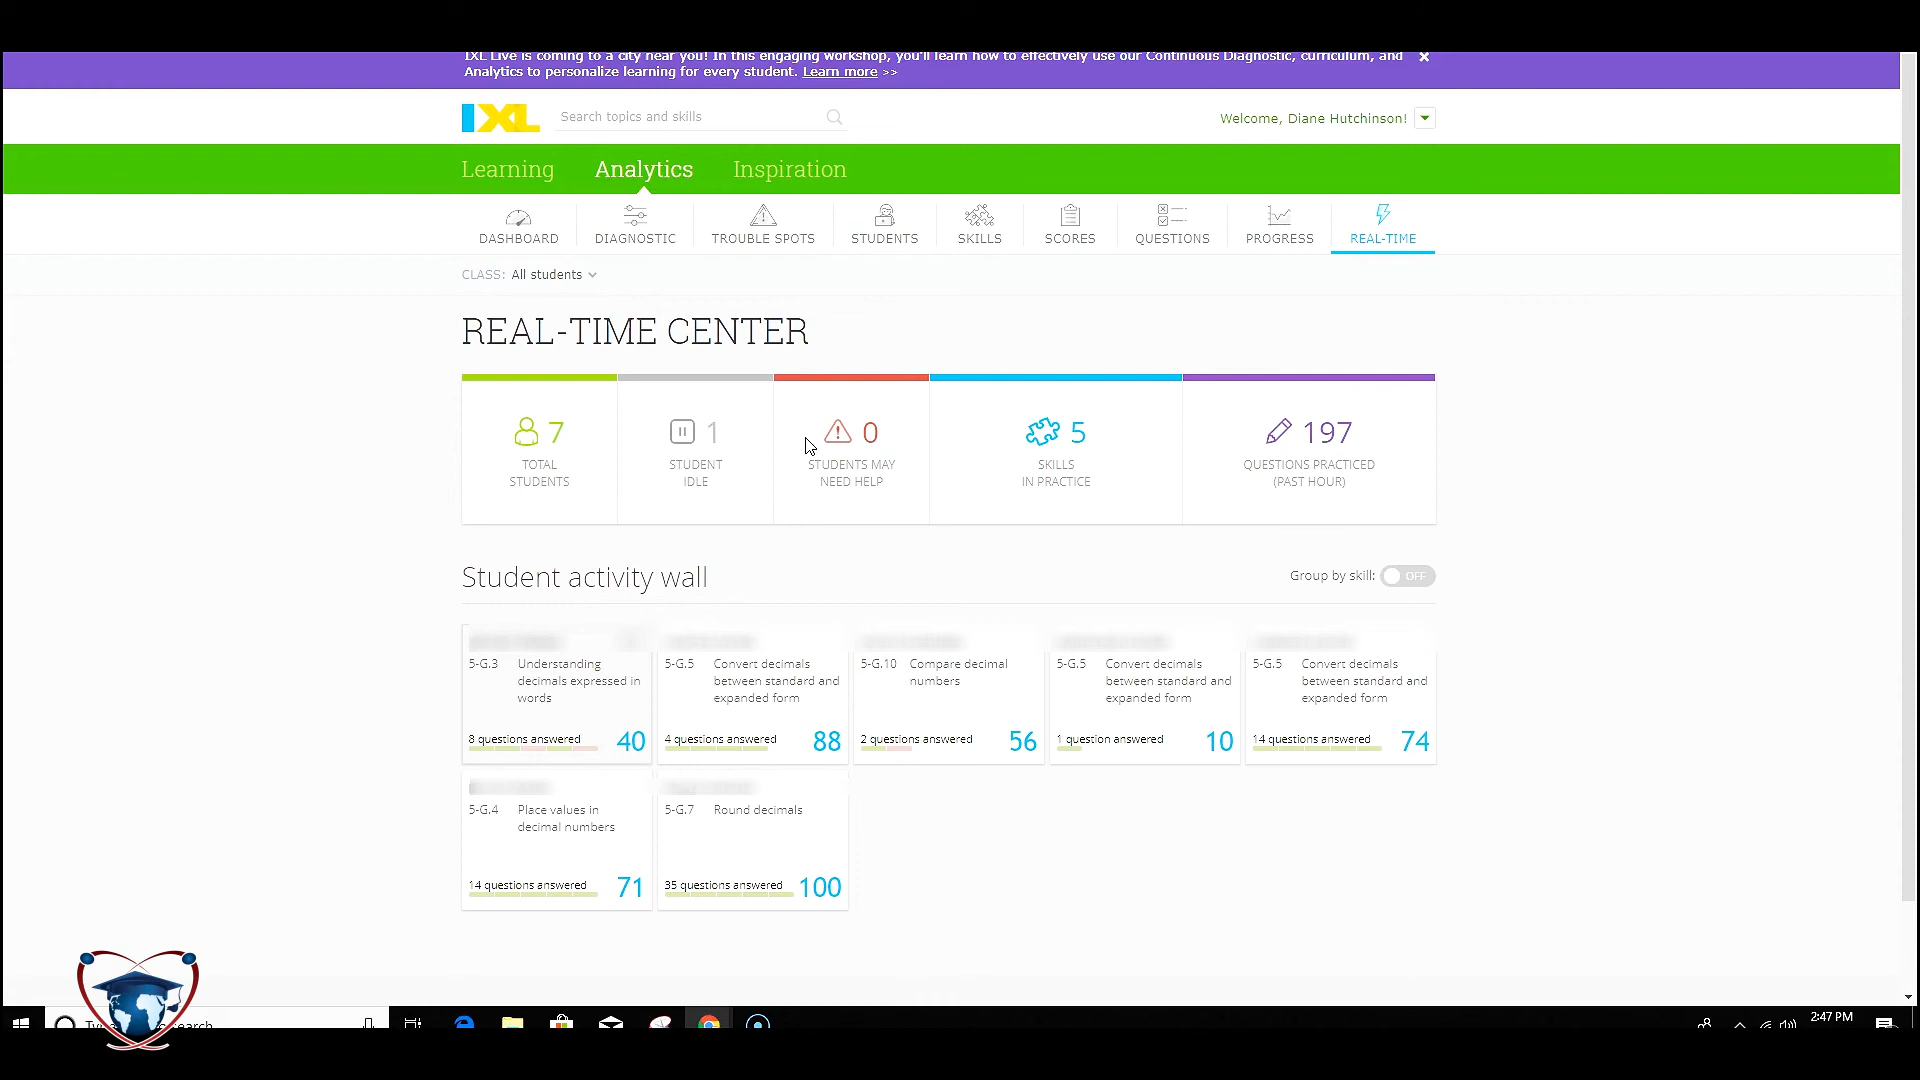 IXL Live is coming to a city near you! In this engaging workshop, you'll learn how to effectively use our Continuous Diagnostic, curriculum, and
Analytics to personalize learning for every student. Learn more >>
IXL
Search topics and skills
Welcome, Diane Hutchinson!
Learning Analytics Inspiration
DASHBOARD DIAGNOSTIC TROUBLE SPOTS STUDENTS SKILLS SCORES QUESTIONS PROGRESS REAL-TIME
CLASS: All students
REAL-TIME CENTER
7 1 0 5 197
TOTAL STUDENT STUDENTS MAY SKILLS QUESTIONS PRACTICED
STUDENTS IDLE NEED HELP IN PRACTICE (PAST HOUR)
Student activity wall
Group by skill: OFF
5-G.3 Understanding
decimals expressed in
words
8 questions answered 40
5-G.5 Convert decimals
between standard and
expanded form
4 questions answered 88
5-G.10 Compare decimal
numbers
2 questions answered 56
5-G.5 Convert decimals
between standard and
expanded form
1 question answered 10
5-G.5 Convert decimals
between standard and
expanded form
14 questions answered 74
5-G.4 Place values in
decimal numbers
14 questions answered 71
5-G.7 Round decimals
35 questions answered 100
search
2:47 PM